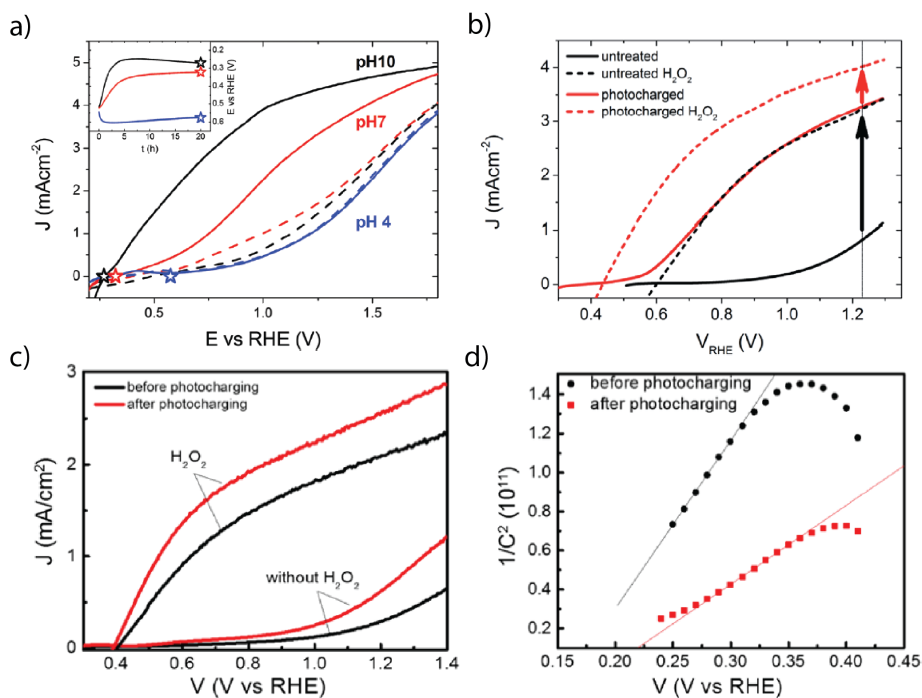 a)
J (mAcm-2)
5
4
3
2
1
0
0.5
1.0
1.5
E vs RHE (V)
pH10
pH7
pH 4
0.2
0.3
0.5
0.6
E vs RHE (V)
0
5
10
15
20
t (h)
b)
J (mAcm-2)
4
3
2
1
0
0.4
0.6
0.8
1.0
1.2
VRHE (V)
untreated
untreated H2O2
photocharged
photocharged H2O2
c)
J (mA/cm2)
3
2
1
0
0.4
0.6
0.8
1.0
1.2
1.4
V (V vs RHE)
before photocharging
after photocharging
H2O2
without H2O2
d)
1/C2 (1011)
1.4
1.2
1.0
0.8
0.6
0.4
0.2
0.15
0.20
0.25
0.30
0.35
0.40
0.45
V (V vs RHE)
before photocharging
after photocharging